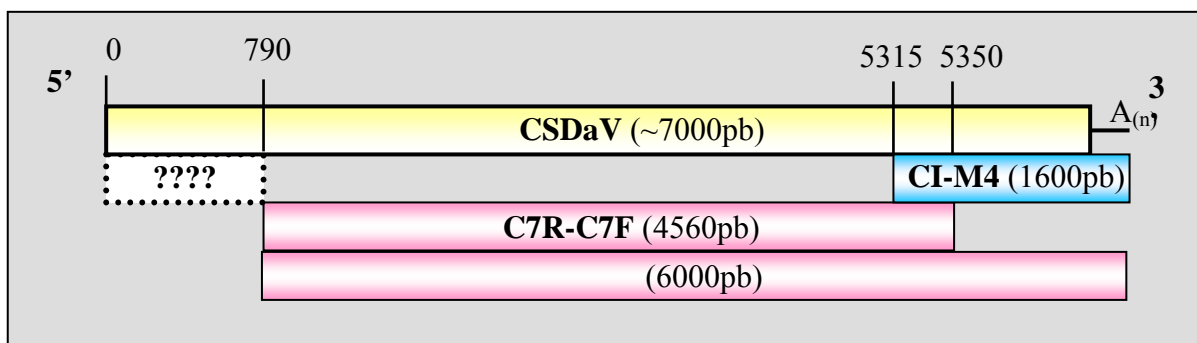 0 790 5315 5350
5' 3'
CSDaV (~7000pb) A(n)
???? CI-M4 (1600pb)
C7R-C7F (4560pb)
(6000pb)